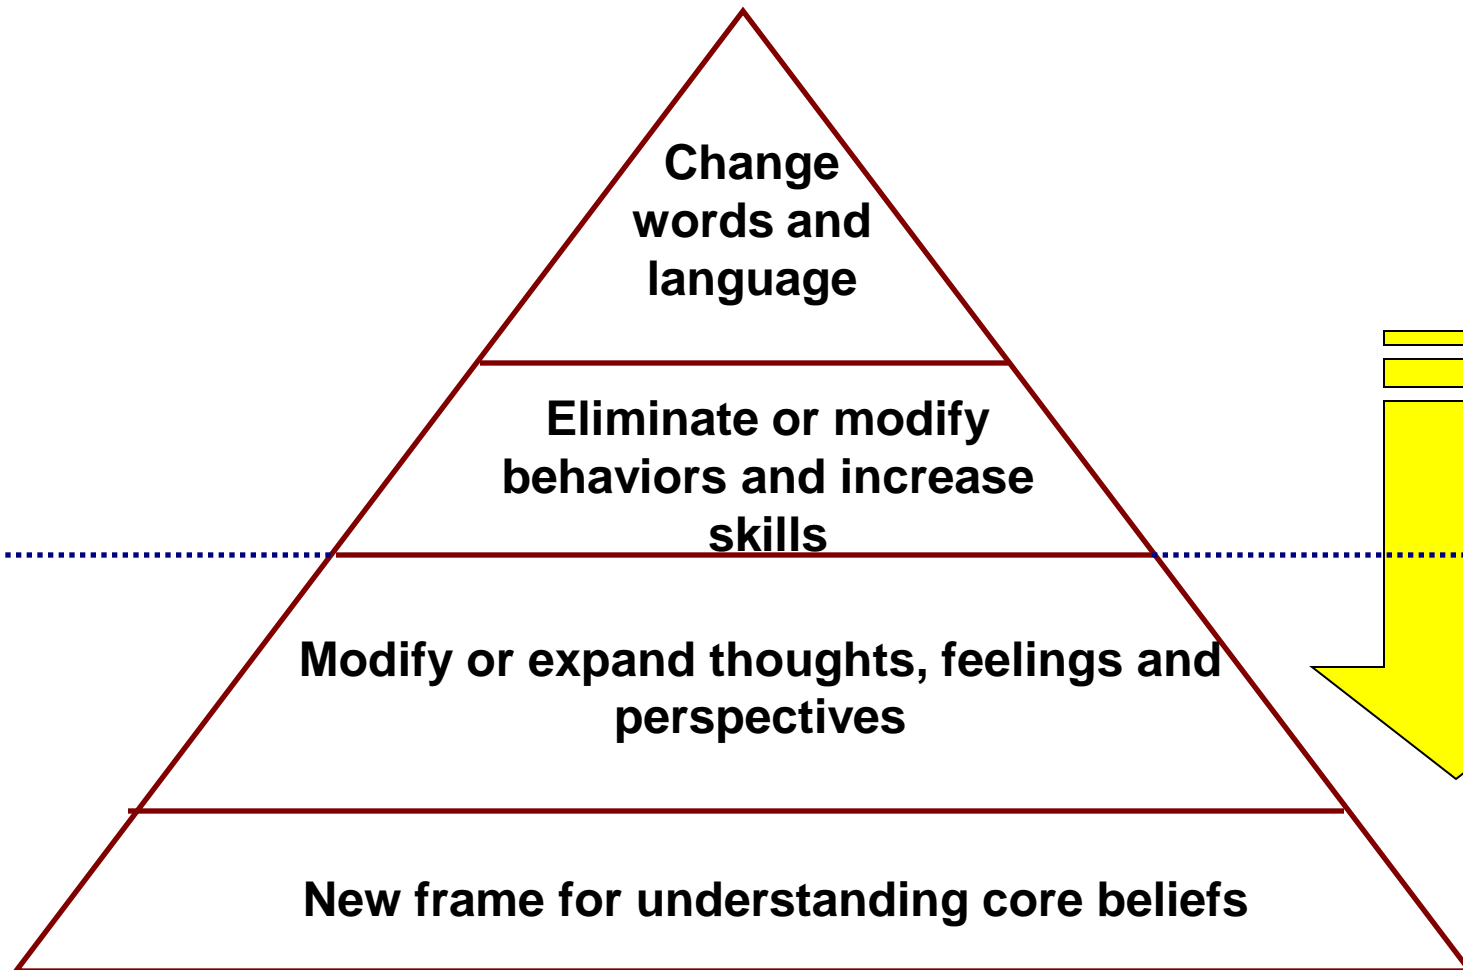 Change
words and
language
Eliminate or modify
behaviors and increase
skills
Modify or expand thoughts, feelings and
perspectives
New frame for understanding core beliefs